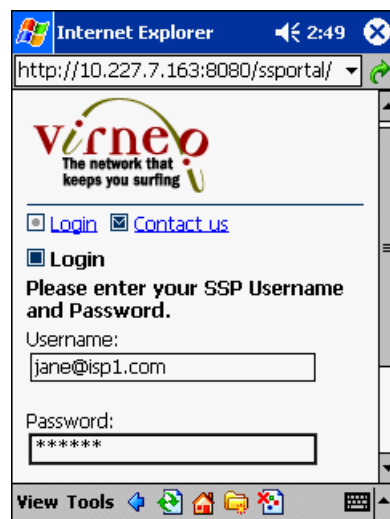 Internet Explorer 2:49
http://10.227.7.163:8080/ssportal/
virneo
The network that
keeps you surfing
Login Contact us
Login
Please enter your SSP Username
and Password.
Username:
jane@isp1.com
Password:
******
View Tools